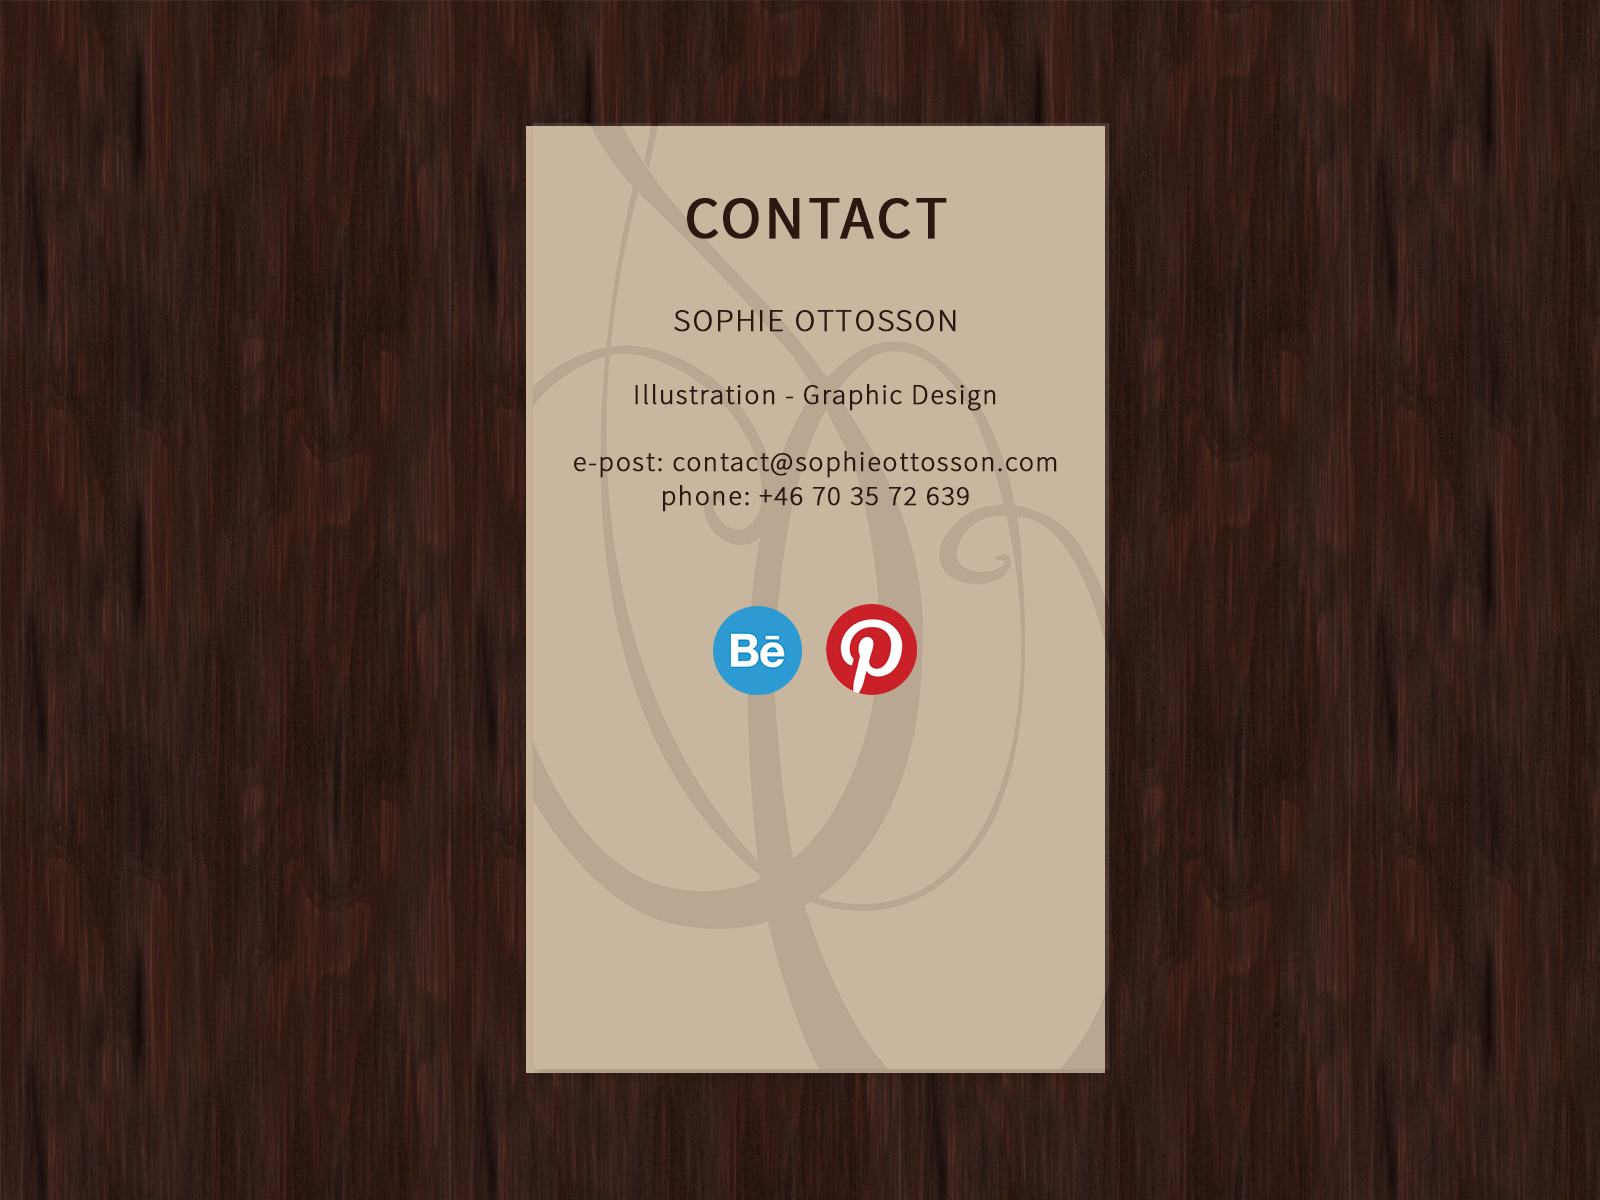 CONTACT
SOPHIE OTTOSSON
Illustration - Graphic Design
e-post: contact@sophieottosson.com
phone: +46 70 35 72 639
Bē